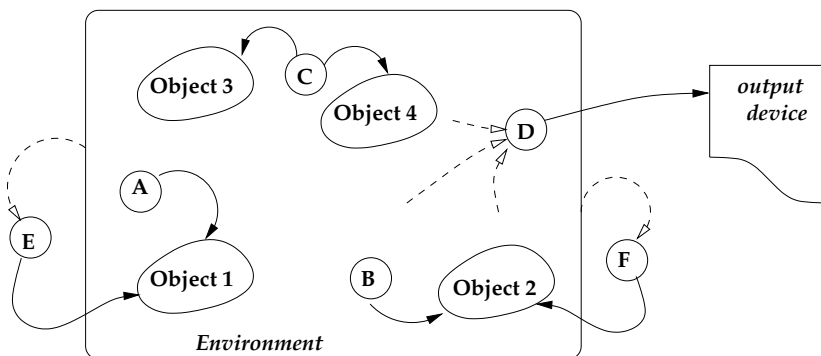 Object 3
C
Object 4
output
device
D
A
E
Object 1
B
Object 2
F
Environment